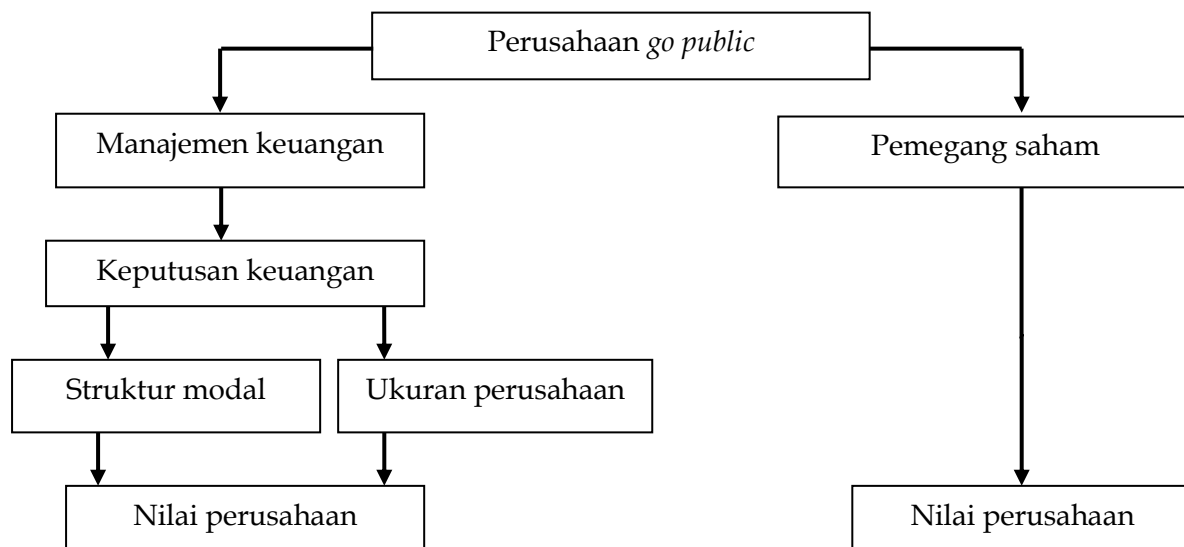 Perusahaan go public
Manajemen keuangan
Pemegang saham
Keputusan keuangan
Struktur modal
Ukuran perusahaan
Nilai perusahaan
Nilai perusahaan